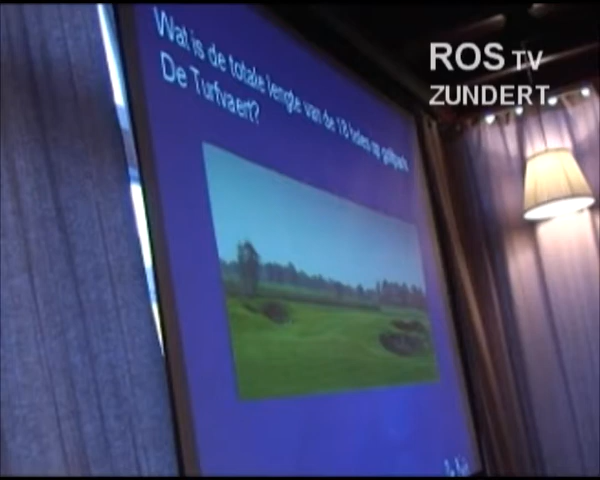 ROS TV
ZUNDERT
Wat is de totale lengte van de 18 holes op golfpark
De Turfvaert?